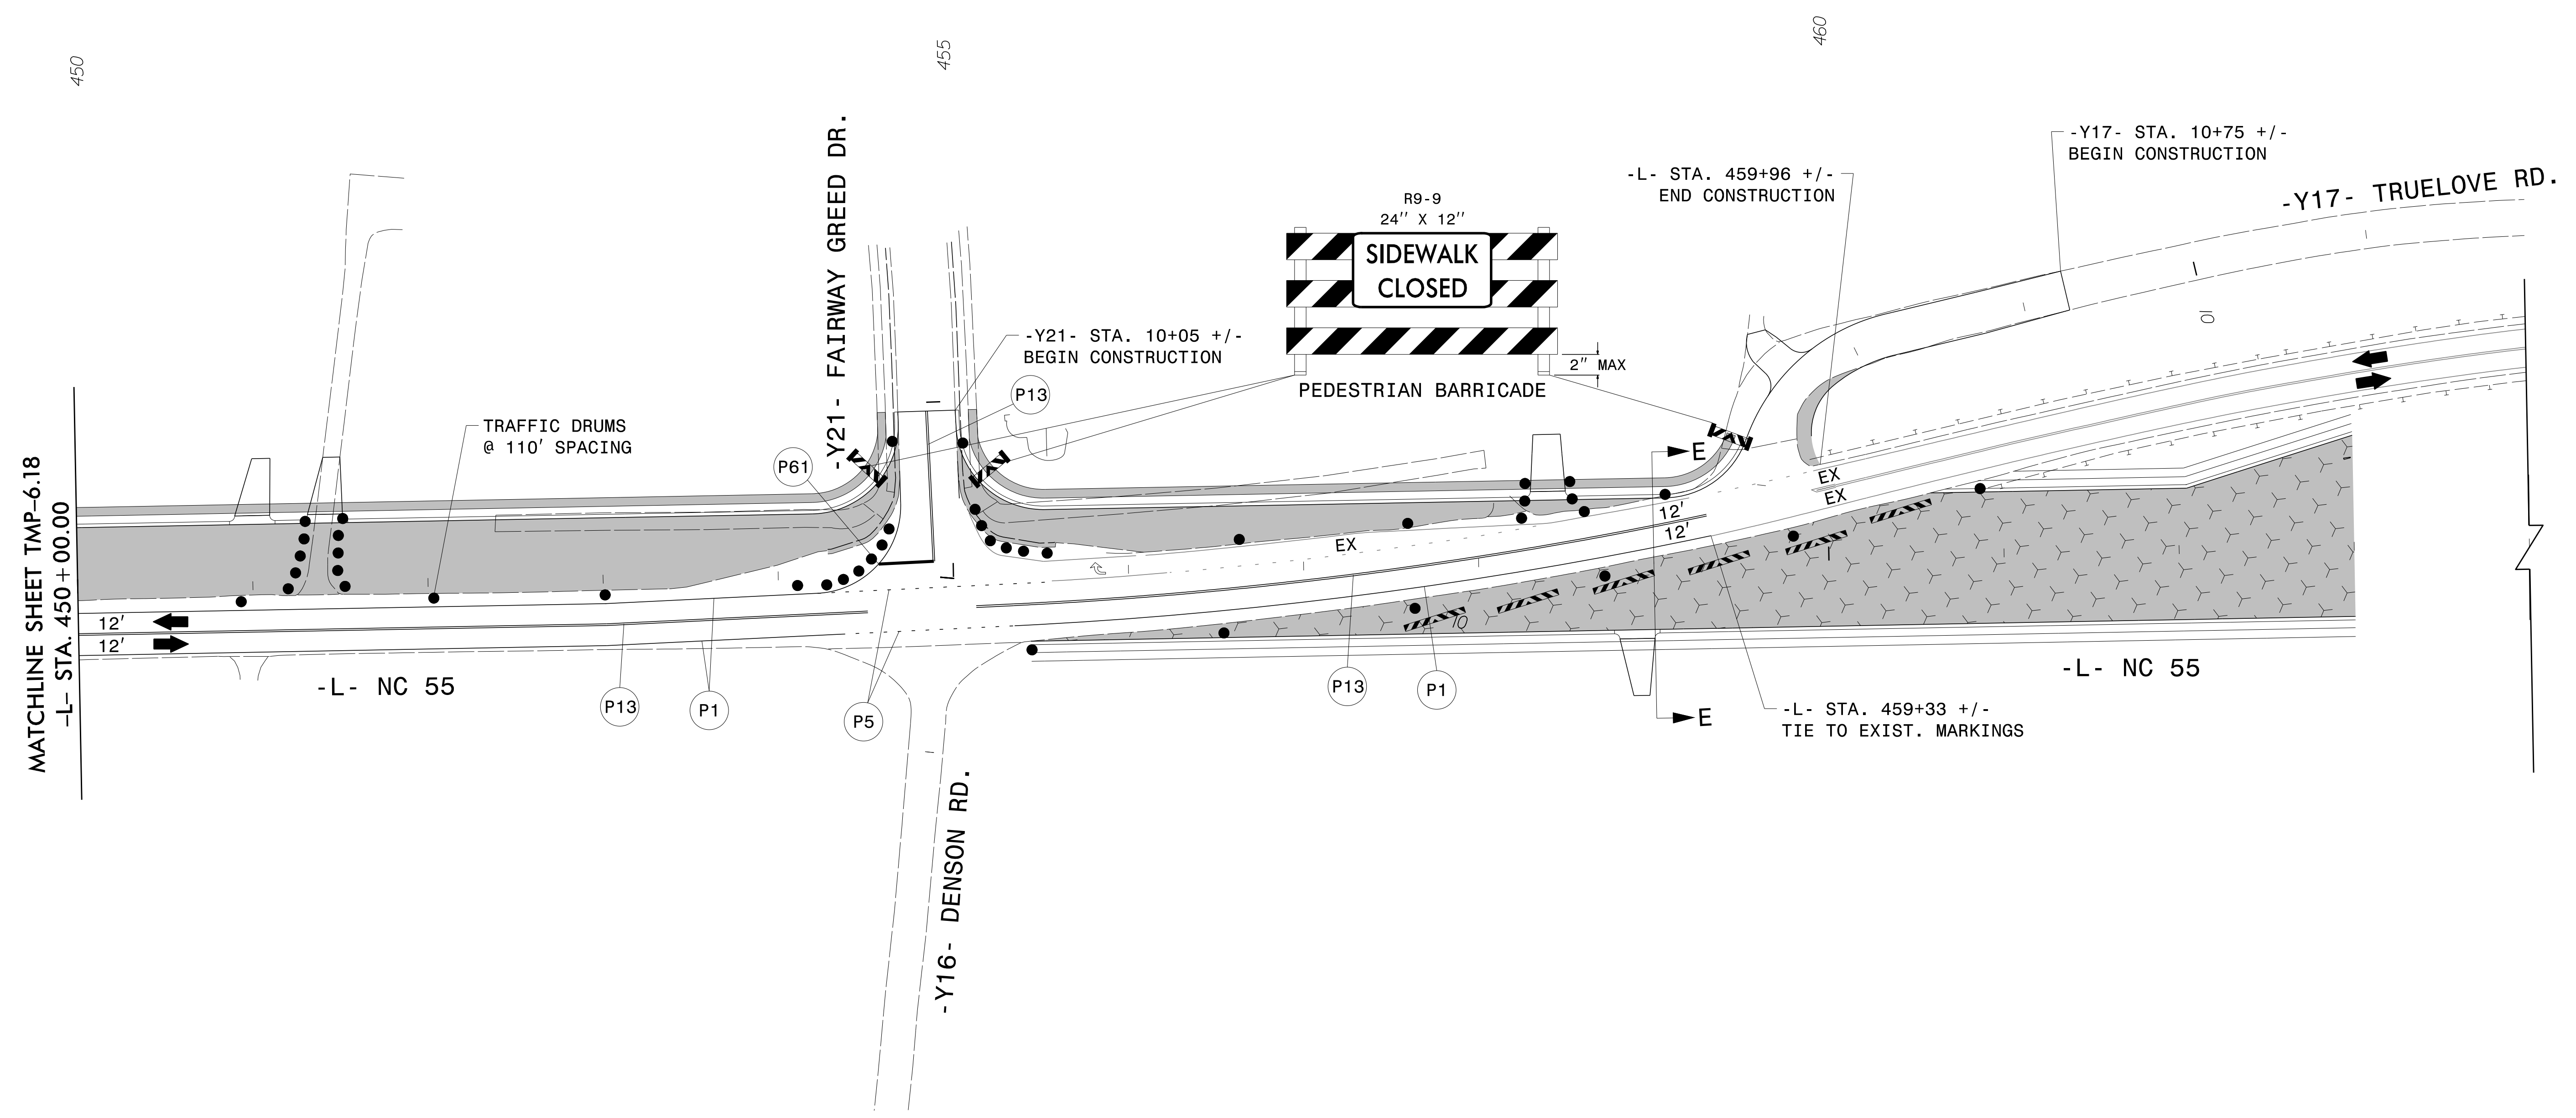 450
455
460
-Y17- STA. 10+75 +/-
BEGIN CONSTRUCTION
-L- STA. 459+96 +/-
END CONSTRUCTION
-Y17- TRUELOVE RD.
R9-9
24" X 12"
SIDEWALK
CLOSED
2" MAX
PEDESTRIAN BARRICADE
-Y21- FAIRWAY GREED DR.
-Y21- STA. 10+05 +/-
BEGIN CONSTRUCTION
P13
P61
TRAFFIC DRUMS
@ 110' SPACING
10
E
EX
EX
12'
12'
EX
MATCHLINE SHEET TMP-6.18
-L- STA. 450+00.00
12'
12'
10
-L- NC 55
P13
P1
P5
P13
P1
E
-L- NC 55
-L- STA. 459+33 +/-
TIE TO EXIST. MARKINGS
-Y16- DENSON RD.